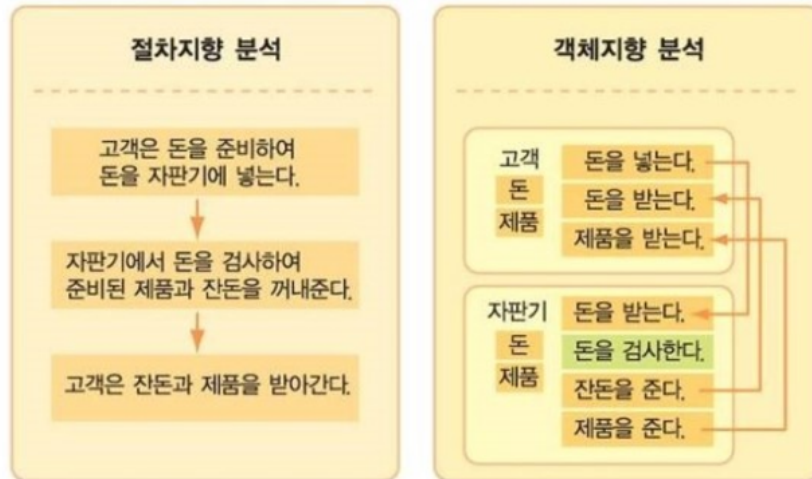 절차지향 분석
고객은 돈을 준비하여
돈을 자판기에 넣는다.
자판기에서 돈을 검사하여
준비된 제품과 잔돈을 꺼내준다.
고객은 잔돈과 제품을 받아간다.
객체지향 분석
고객
돈
제품
돈을 넣는다.
돈을 받는다.
제품을 받는다.
자판기
돈
제품
돈을 받는다.
돈을 검사한다.
잔돈을 준다.
제품을 준다.